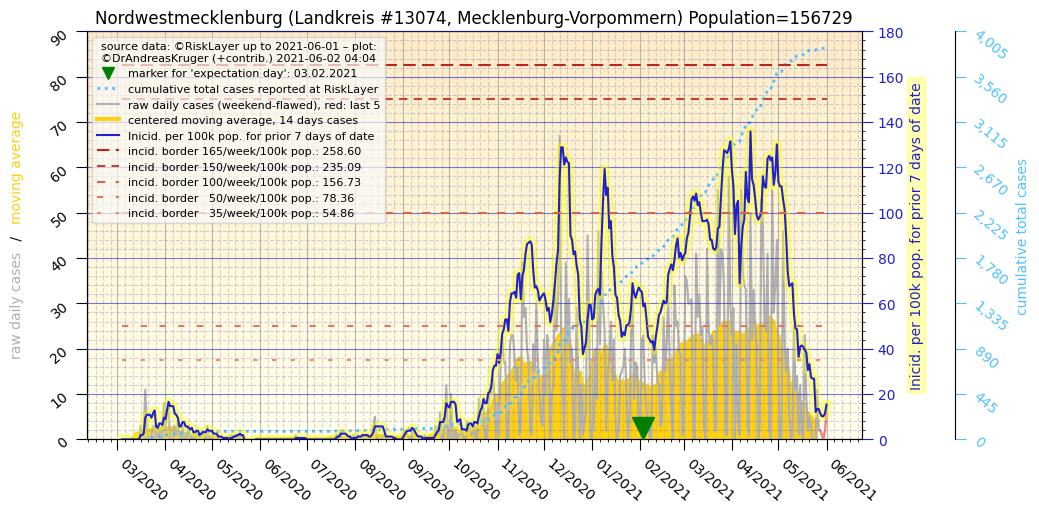 Nordwestmecklenburg (Landkreis #13074, Mecklenburg-Vorpommern) Population=156729
source data: ©RiskLayer up to 2021-06-01 – plot:
©DrAndreasKruger (+contrib.) 2021-06-02 04:04
marker for 'expectation day': 03.02.2021
cumulative total cases reported at RiskLayer
raw daily cases (weekend-flawed), red: last 5
centered moving average, 14 days cases
Inicid. per 100k pop. for prior 7 days of date
incid. border 165/week/100k pop.: 258.60
incid. border 150/week/100k pop.: 235.09
incid. border 100/week/100k pop.: 156.73
incid. border 50/week/100k pop.: 78.36
incid. border 35/week/100k pop.: 54.86
raw daily cases / moving average
90
80
70
60
50
40
30
20
10
0
03/2020
04/2020
05/2020
06/2020
07/2020
08/2020
09/2020
10/2020
11/2020
12/2020
01/2021
02/2021
03/2021
04/2021
05/2021
06/2021
180
160
140
120
100
80
60
40
20
0
Inicid. per 100k pop. for prior 7 days of date
4,005
3,560
3,115
2,670
2,225
1,780
1,335
890
445
0
cumulative total cases